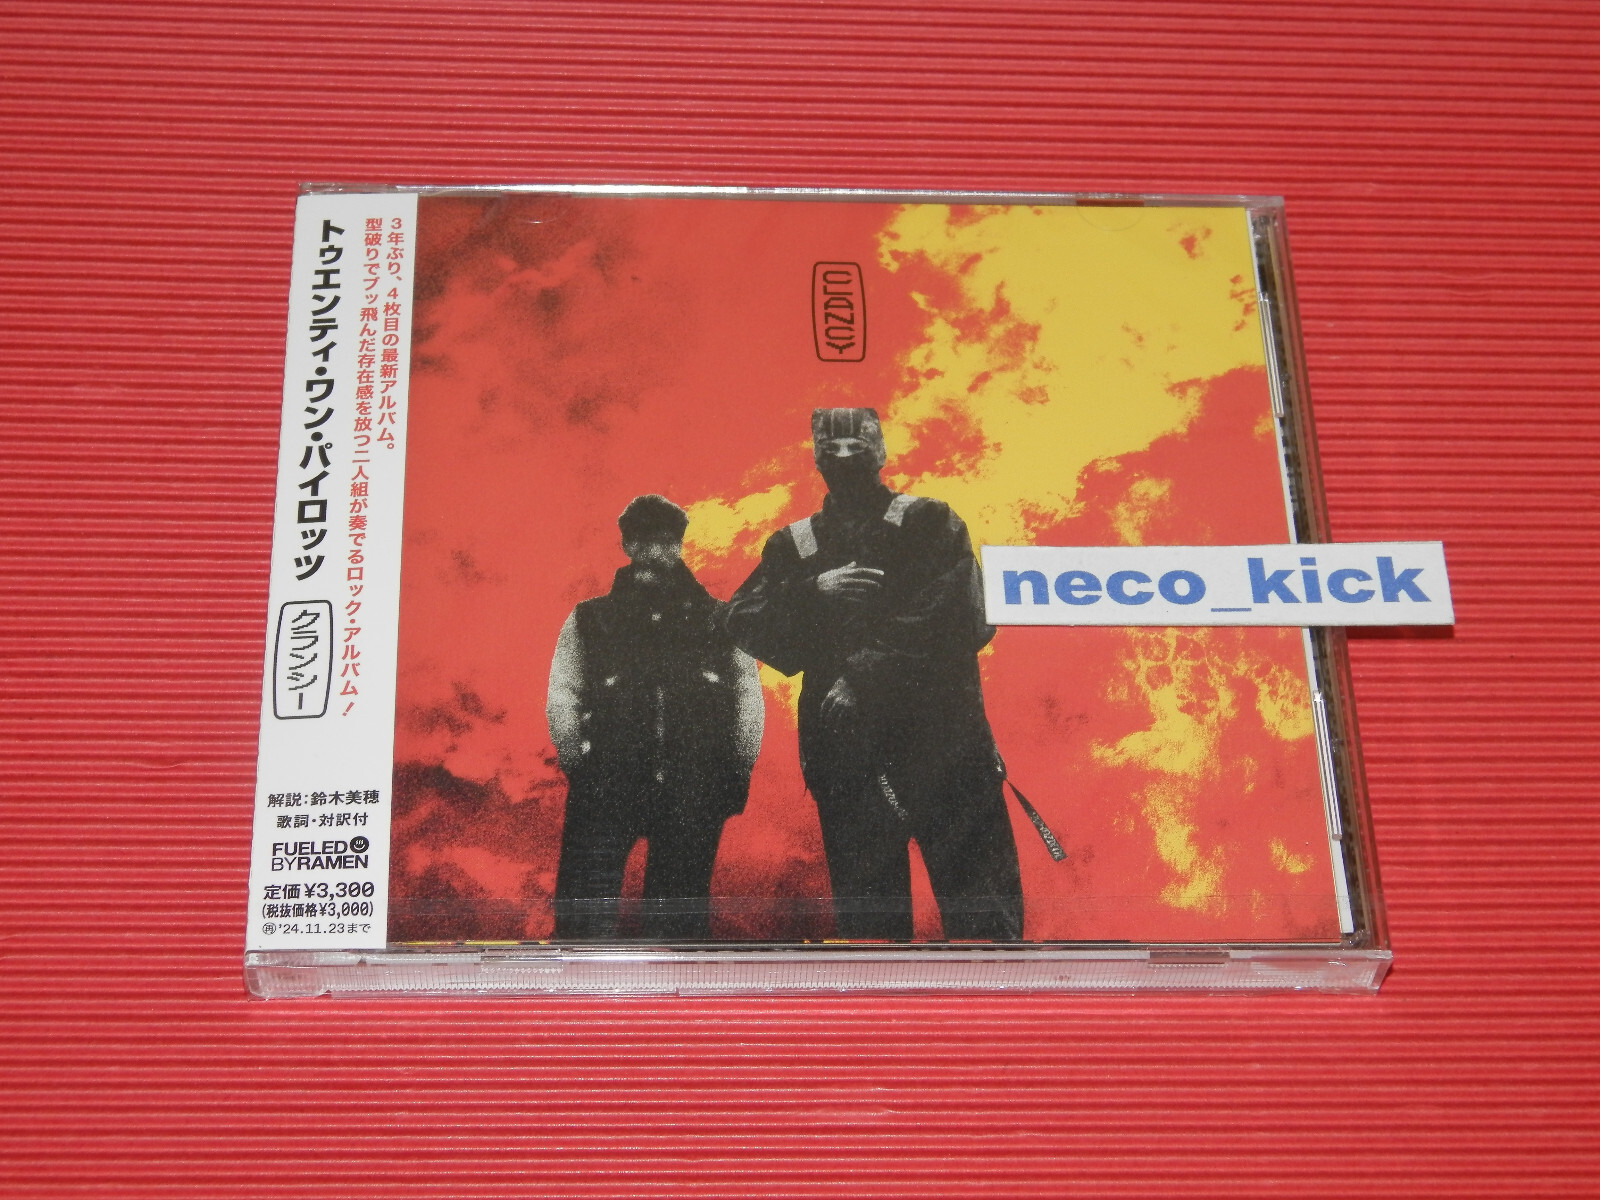 3年ぶり、4枚目の最新アルバム。
型破りでブッ飛んだ存在感を放つ二人組が奏でるロック・アルバム!
トゥエンティ・ワン・パイロッツ
クランシー
解説:鈴木美穂
歌詞・対訳付
FUELED
BYRAMEN
定価¥3,300
(税抜価格¥3,000)
㋘'24.11.23まで
CLANCY
neco_kick